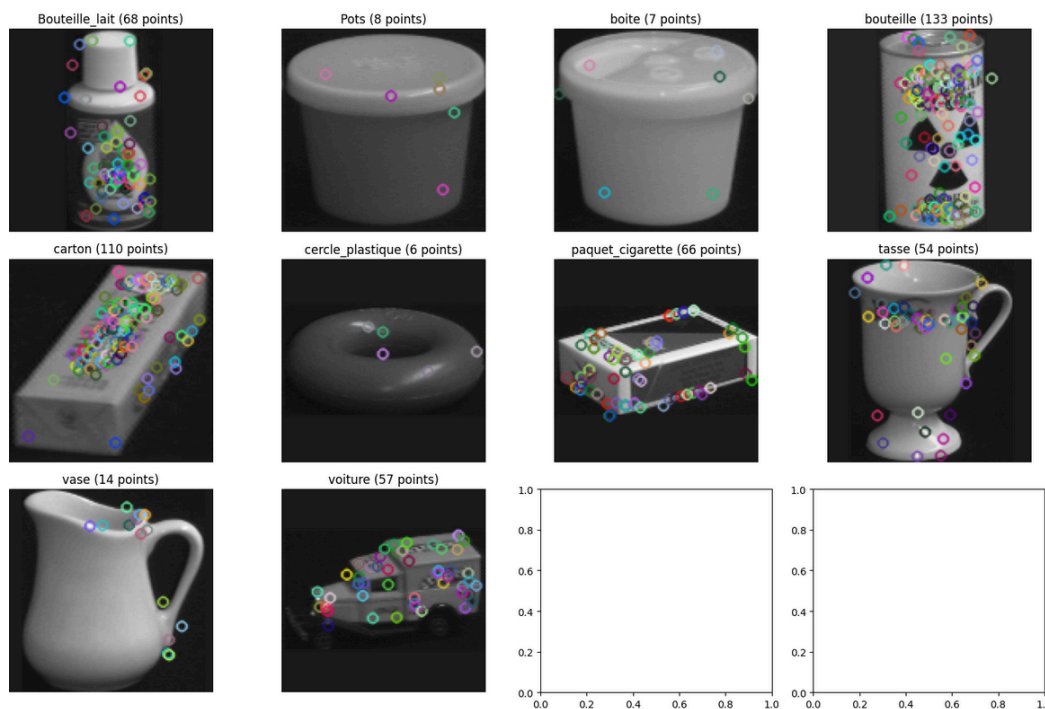 Bouteille_lait (68 points)
Pots (8 points)
boite (7 points)
bouteille (133 points)
carton (110 points)
cercle_plastique (6 points)
paquet_cigarette (66 points)
tasse (54 points)
vase (14 points)
voiture (57 points)
1.0
0.8
0.6
0.4
0.2
0.0
0.0
0.2
0.4
0.6
0.8
1.0
1.0
0.8
0.6
0.4
0.2
0.0
0.0
0.2
0.4
0.6
0.8
1.